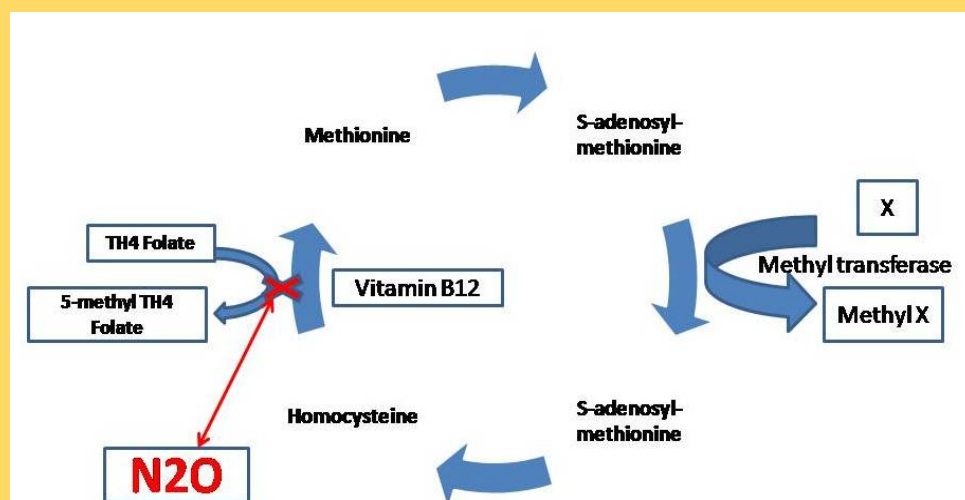 Methionine
S-adenosyl-
methionine
X
TH4 Folate
Methyl transferase
Vitamin B12
5-methyl TH4
Folate
Methyl X
Homocysteine
S-adenosyl-
methionine
N2O